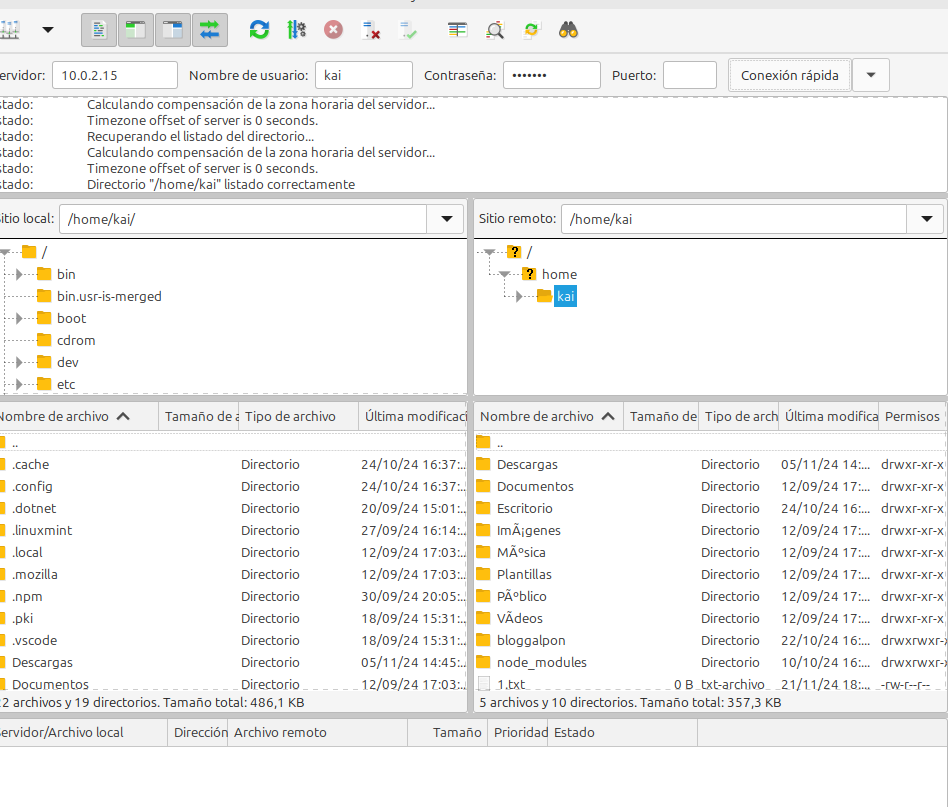 ervidor: 10.0.2.15 Nombre de usuario: kai Contraseña: ••••••• Puerto: Conexión rápida
stado: Calculando compensación de la zona horaria del servidor...
stado: Timezone offset of server is 0 seconds.
stado: Recuperando el listado del directorio...
stado: Calculando compensación de la zona horaria del servidor...
stado: Timezone offset of server is 0 seconds.
stado: Directorio "/home/kai" listado correctamente
Sitio local: /home/kai/
/
bin
bin.usr-is-merged
boot
cdrom
dev
etc
Sitio remoto: /home/kai
/
home
kai
Nombre de archivo Tamaño de a Tipo de archivo Última modificaci
..
.cache Directorio 24/10/24 16:37:..
.config Directorio 24/10/24 16:37:..
.dotnet Directorio 20/09/24 15:01:..
.linuxmint Directorio 27/09/24 16:14:..
.local Directorio 12/09/24 17:03:..
.mozilla Directorio 12/09/24 17:03:..
.npm Directorio 30/09/24 20:05:..
.pki Directorio 18/09/24 15:31:..
.vscode Directorio 18/09/24 15:31:..
Descargas Directorio 05/11/24 14:45:..
Documentos Directorio 12/09/24 17:03:..
22 archivos y 19 directorios. Tamaño total: 486,1 KB
Nombre de archivo Tamaño de Tipo de arch Última modifica Permisos
..
Descargas Directorio 05/11/24 14:... drwxr-xr-x
Documentos Directorio 12/09/24 17:... drwxr-xr-x
Escritorio Directorio 24/10/24 16:... drwxr-xr-x
ImÃ¡genes Directorio 12/09/24 17:... drwxr-xr-x
MÃºsica Directorio 12/09/24 17:... drwxr-xr-x
Plantillas Directorio 12/09/24 17:... drwxr-xr-x
PÃºblico Directorio 12/09/24 17:... drwxr-xr-x
VÃdeos Directorio 12/09/24 17:... drwxr-xr-x
bloggalpon Directorio 22/10/24 16:... drwxrwxr-x
node_modules Directorio 10/10/24 16:... drwxrwxr-x
1.txt 0 B txt-archivo 21/11/24 18:... -rw-r--r--
5 archivos y 10 directorios. Tamaño total: 357,3 KB
Servidor/Archivo local Dirección Archivo remoto Tamaño Prioridad Estado